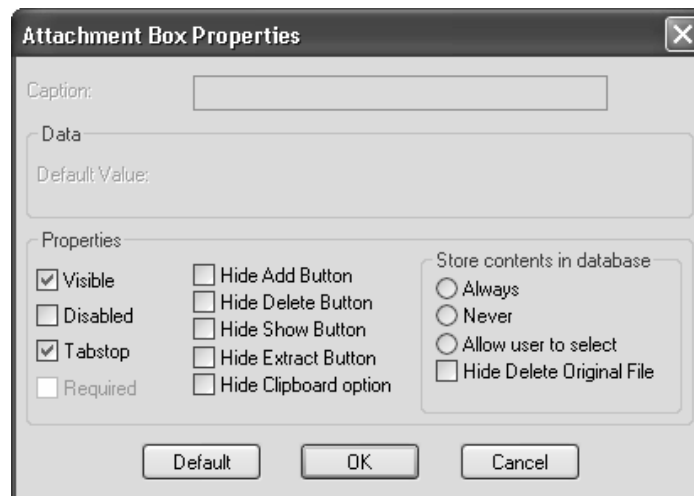 Attachment Box Properties
Caption:
Data
Default Value:
Properties
Visible
Disabled
Tabstop
Required
Hide Add Button
Hide Delete Button
Hide Show Button
Hide Extract Button
Hide Clipboard option
Store contents in database
Always
Never
Allow user to select
Hide Delete Original File
Default
OK
Cancel